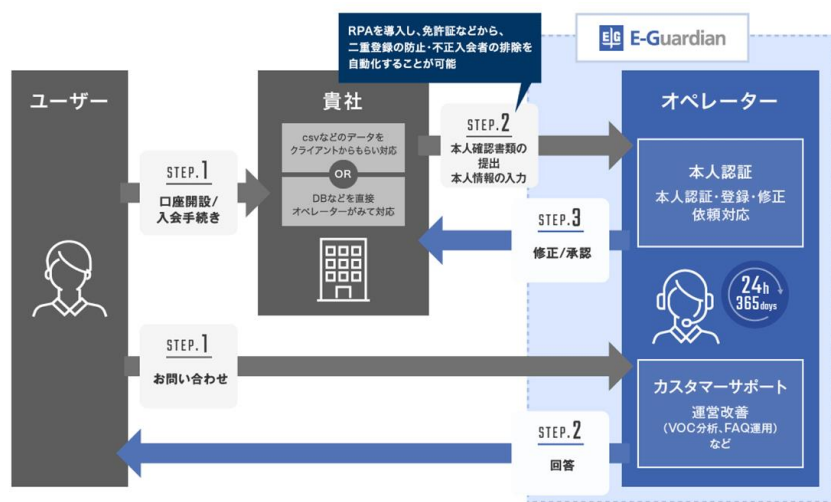 RPAを導入し、免許証などから、
二重登録の防止・不正入会者の排除を
自動化することが可能
E-Guardian
ユーザー
貴社
オペレーター
csvなどのデータを
クライアントからもらい対応
OR
DBなどを直接
オペレーターがみて対応
STEP.1
口座開設/
入会手続き
STEP.2
本人確認書類の
提出
本人情報の入力
本人認証
本人認証・登録・修正
依頼対応
STEP.3
修正/承認
24h
365days
STEP.1
お問い合わせ
カスタマーサポート
運営改善
(VOC分析、FAQ運用)
など
STEP.2
回答